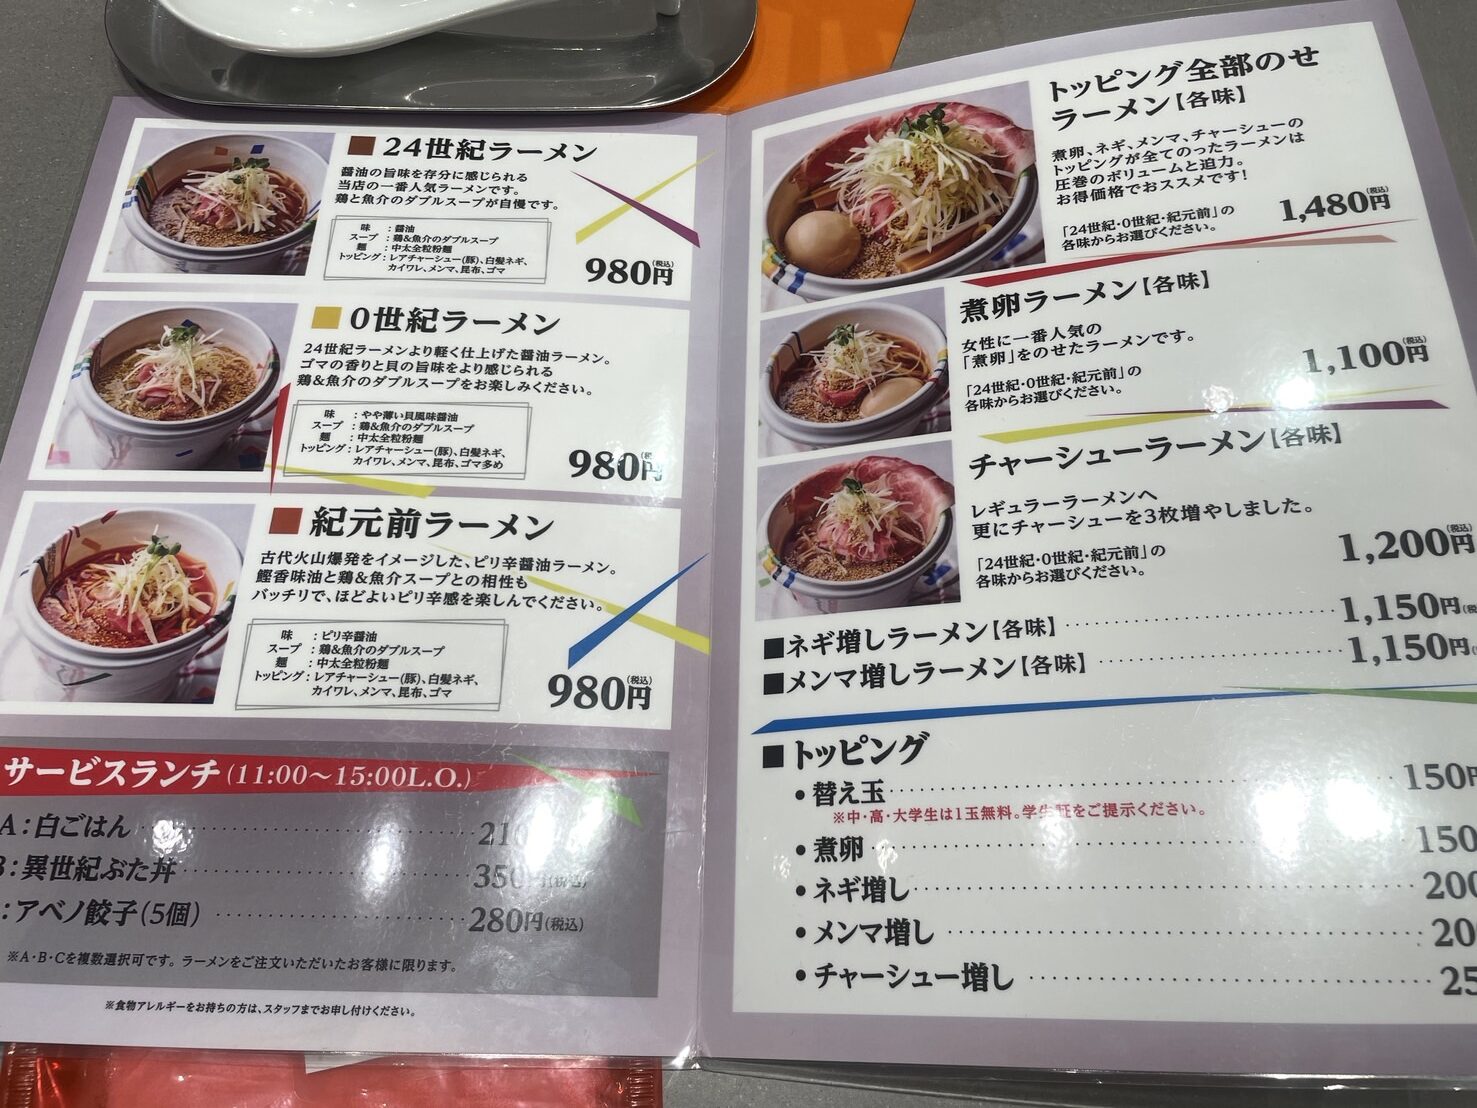 24世紀ラーメン
醤油の旨味を存分に感じられる
当店の一番人気ラーメンです。
鶏と魚介のダブルスープが自慢です。
味 : 醤油
スープ : 鶏&魚介のダブルスープ
麺 : 中太全粒粉麺
トッピング : レアチャーシュー(豚)、白髪ネギ、
カイワレ、メンマ、昆布、ゴマ
980円(税込)
0世紀ラーメン
24世紀ラーメンより軽く仕上げた醤油ラーメン。
ゴマの香りと貝の旨味をより感じられる
鶏&魚介のダブルスープをお楽しみください。
味 : やや薄い貝風味醤油
スープ : 鶏&魚介のダブルスープ
麺 : 中太全粒粉麺
トッピング : レアチャーシュー(豚)、白髪ネギ、
カイワレ、メンマ、昆布、ゴマ多め
980円
紀元前ラーメン
古代火山爆発をイメージした、ピリ辛醤油ラーメン。
鰹香味油と鶏&魚介スープとの相性も
バッチリで、ほどよいピリ辛感を楽しんでください。
味 : ピリ辛醤油
スープ : 鶏&魚介のダブルスープ
麺 : 中太全粒粉麺
トッピング : レアチャーシュー(豚)、白髪ネギ、
カイワレ、メンマ、昆布、ゴマ
980円(税込)
サービスランチ(11:00〜15:00L.O.)
A : 白ごはん
: 異世紀ぶた丼 350円(税込)
: アベノ餃子(5個) 280円(税込)
※A・B・Cを複数選択可です。ラーメンをご注文いただいたお客様に限ります。
※食物アレルギーをお持ちの方は、スタッフまでお申し付けください。
トッピング全部のせ
ラーメン【各味】
煮卵、ネギ、メンマ、チャーシューの
トッピングが全てのったラーメンは
圧巻のボリュームと迫力。
お得価格でおススメです!
「24世紀・0世紀・紀元前」の
各味からお選びください。
1,480円(税込)
煮卵ラーメン【各味】
女性に一番人気の
「煮卵」をのせたラーメンです。
「24世紀・0世紀・紀元前」の
各味からお選びください。
1,100円(税込)
チャーシューラーメン【各味】
レギュラーラーメンへ
更にチャーシューを3枚増やしました。
「24世紀・0世紀・紀元前」の
各味からお選びください。
1,200円(税込)
■ネギ増しラーメン【各味】 1,150円
■メンマ増しラーメン【各味】 1,150円
■トッピング
・替え玉 150円
※中・高・大学生は1玉無料。学生証をご提示ください。
・煮卵 150
・ネギ増し 200
・メンマ増し 20
・チャーシュー増し 25